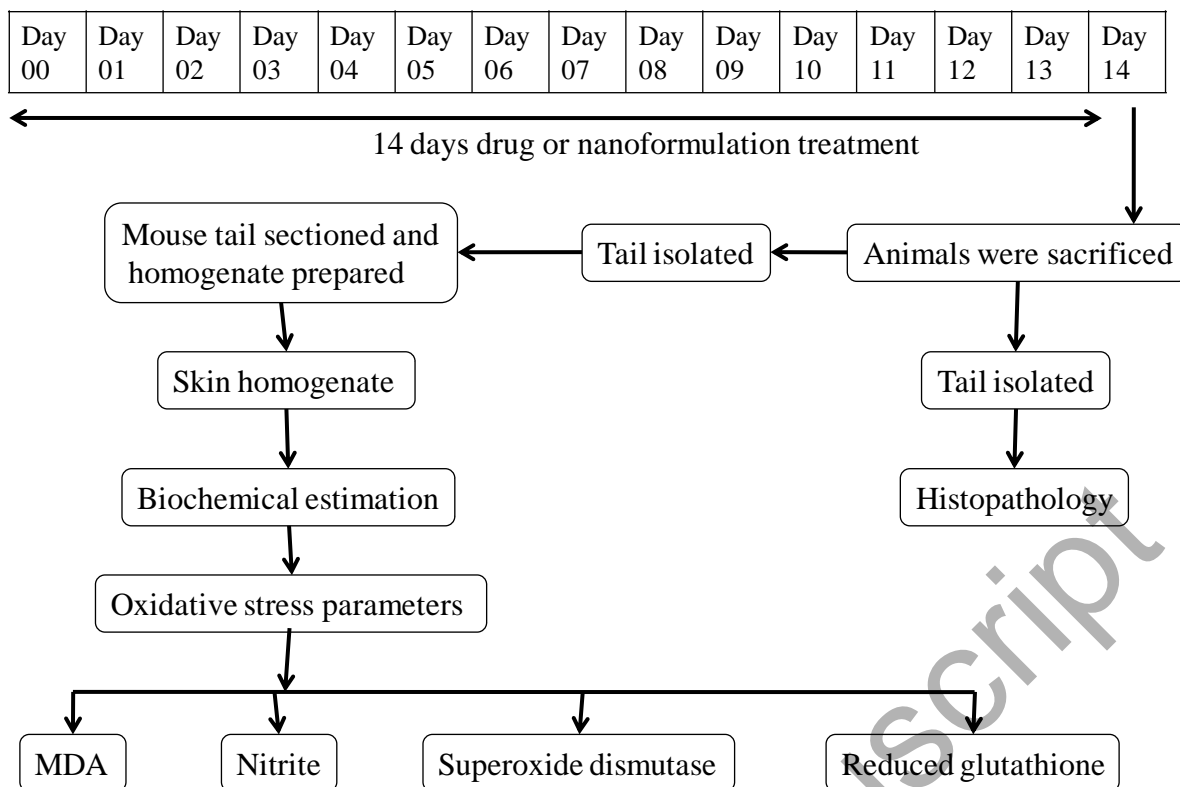 Day 00 Day 01 Day 02 Day 03 Day 04 Day 05 Day 06 Day 07 Day 08 Day 09 Day 10 Day 11 Day 12 Day 13 Day 14
14 days drug or nanoformulation treatment
Mouse tail sectioned and
homogenate prepared
Tail isolated
Animals were sacrificed
Skin homogenate
Tail isolated
Biochemical estimation
Histopathology
Oxidative stress parameters
MDA
Nitrite
Superoxide dismutase
Reduced glutathione